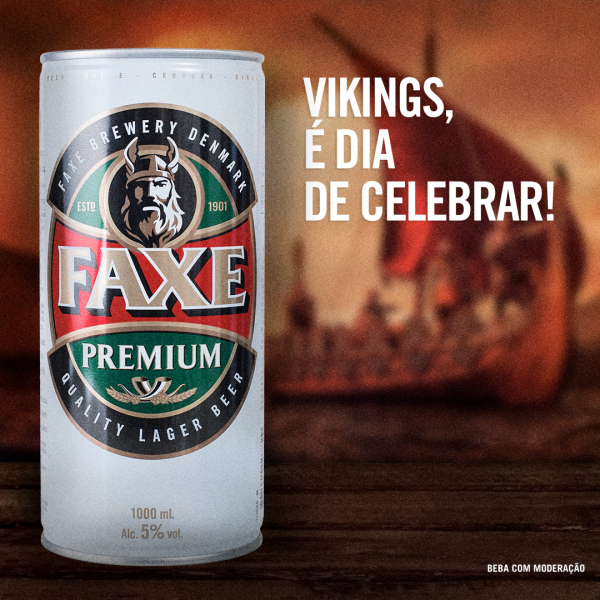 VIKINGS,
É DIA
DE CELEBRAR!
FAXE BREWERY DENMARK
ESTD 1901
FAXE
PREMIUM
QUALITY LAGER BEER
1000 mL
Alc. 5% vol.
BEBA COM MODERAÇÃO